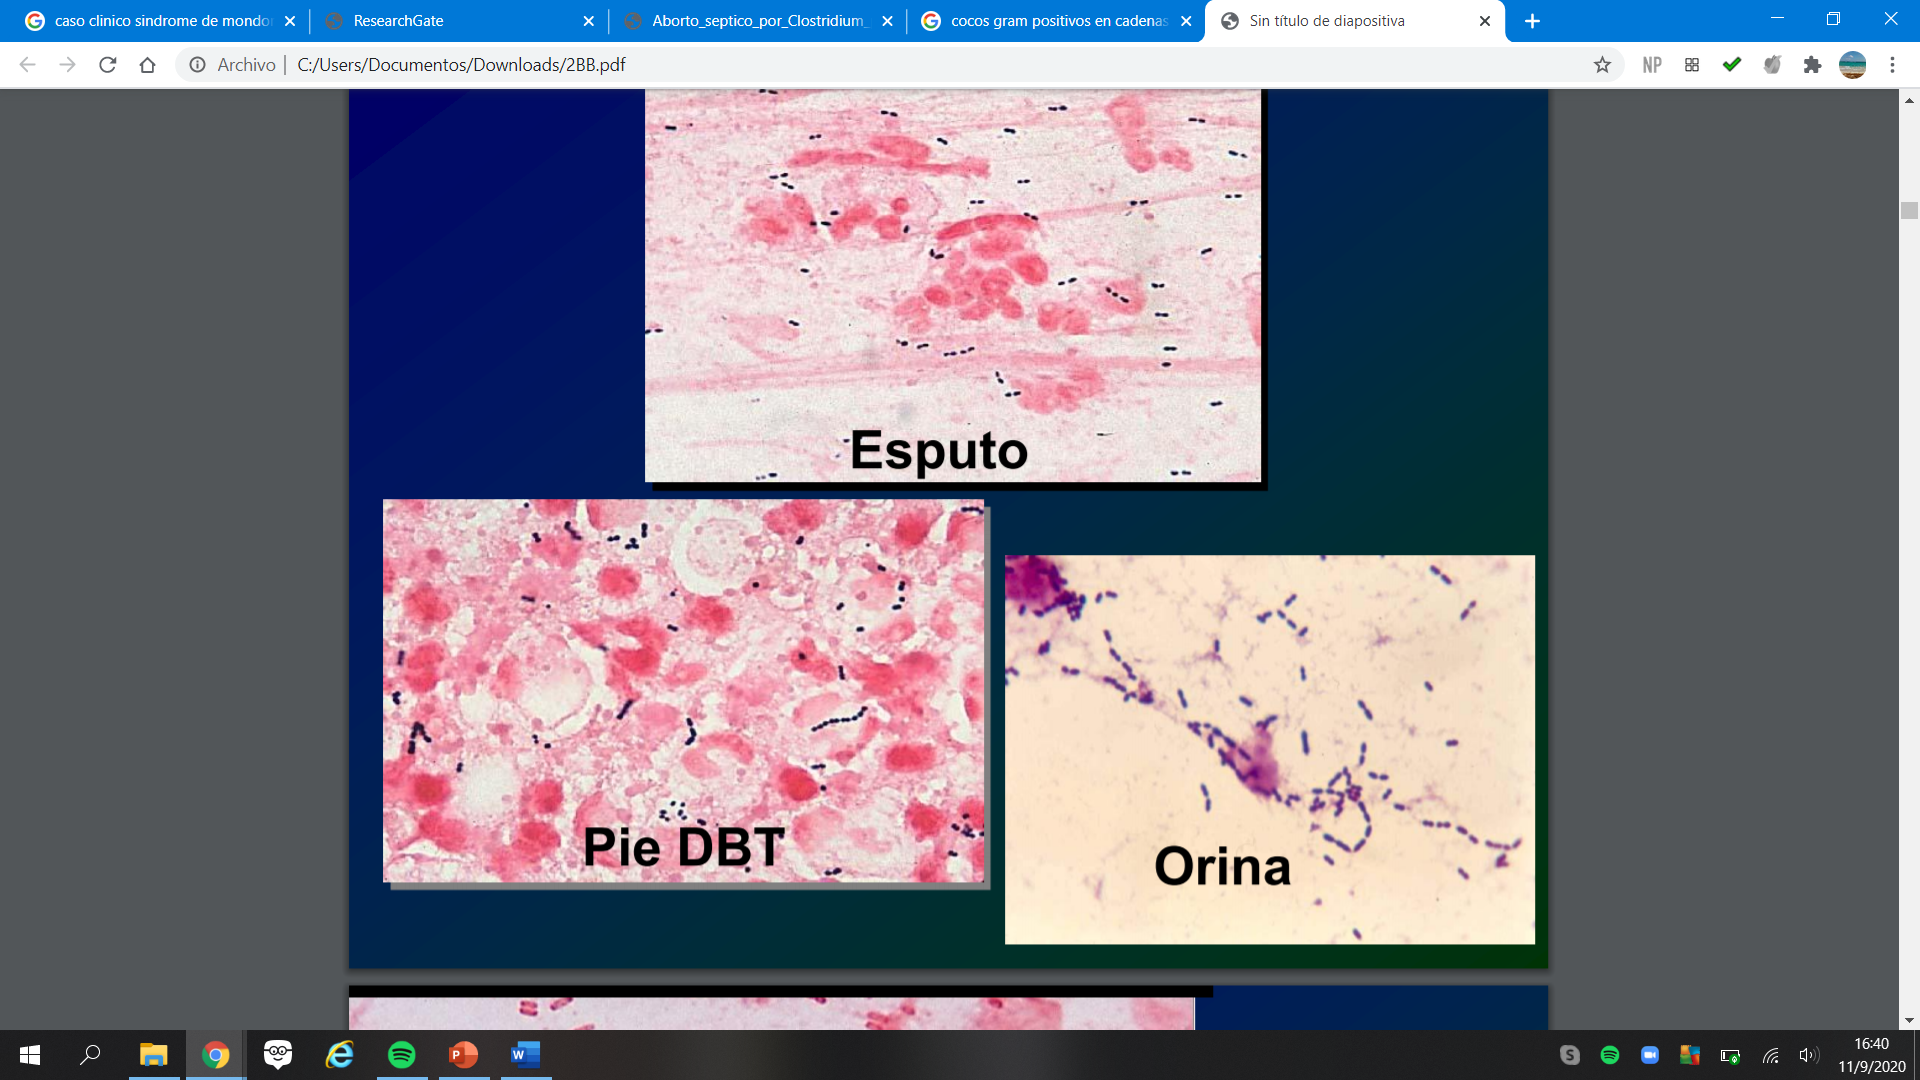 caso clinico sindrome de mondo
ResearchGate
Aborto_septico_por_Clostridium_
cocos gram positivos en cadenas
Sin título de diapositiva
Archivo
C:/Users/Documentos/Downloads/2BB.pdf
NP
Esputo
Pie DBT
Orina
16:40
11/9/2020